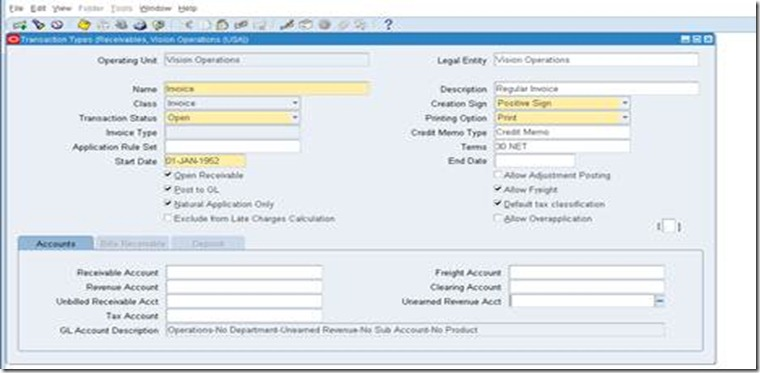 File Edit View Folder Tools Window Help
Transaction Types (Receivables, Vision Operations (USA))
Operating Unit Vision Operations Legal Entity Vision Operations
Name Invoice Description Regular Invoice
Class Invoice Creation Sign Positive Sign
Transaction Status Open Printing Option Print
Invoice Type Credit Memo Type Credit Memo
Application Rule Set Terms 30 NET
Start Date 01-JAN-1952 End Date
Open Receivable Allow Adjustment Posting
Post to GL Allow Freight
Natural Application Only Default tax classification
Exclude from Late Charges Calculation Allow Overapplication
[ ]
Accounts Bills Receivable Deposit
Receivable Account Freight Account
Revenue Account Clearing Account
Unbilled Receivable Acct Unearned Revenue Acct
Tax Account
GL Account Description Operations-No Department-Unearned Revenue-No Sub Account-No Product